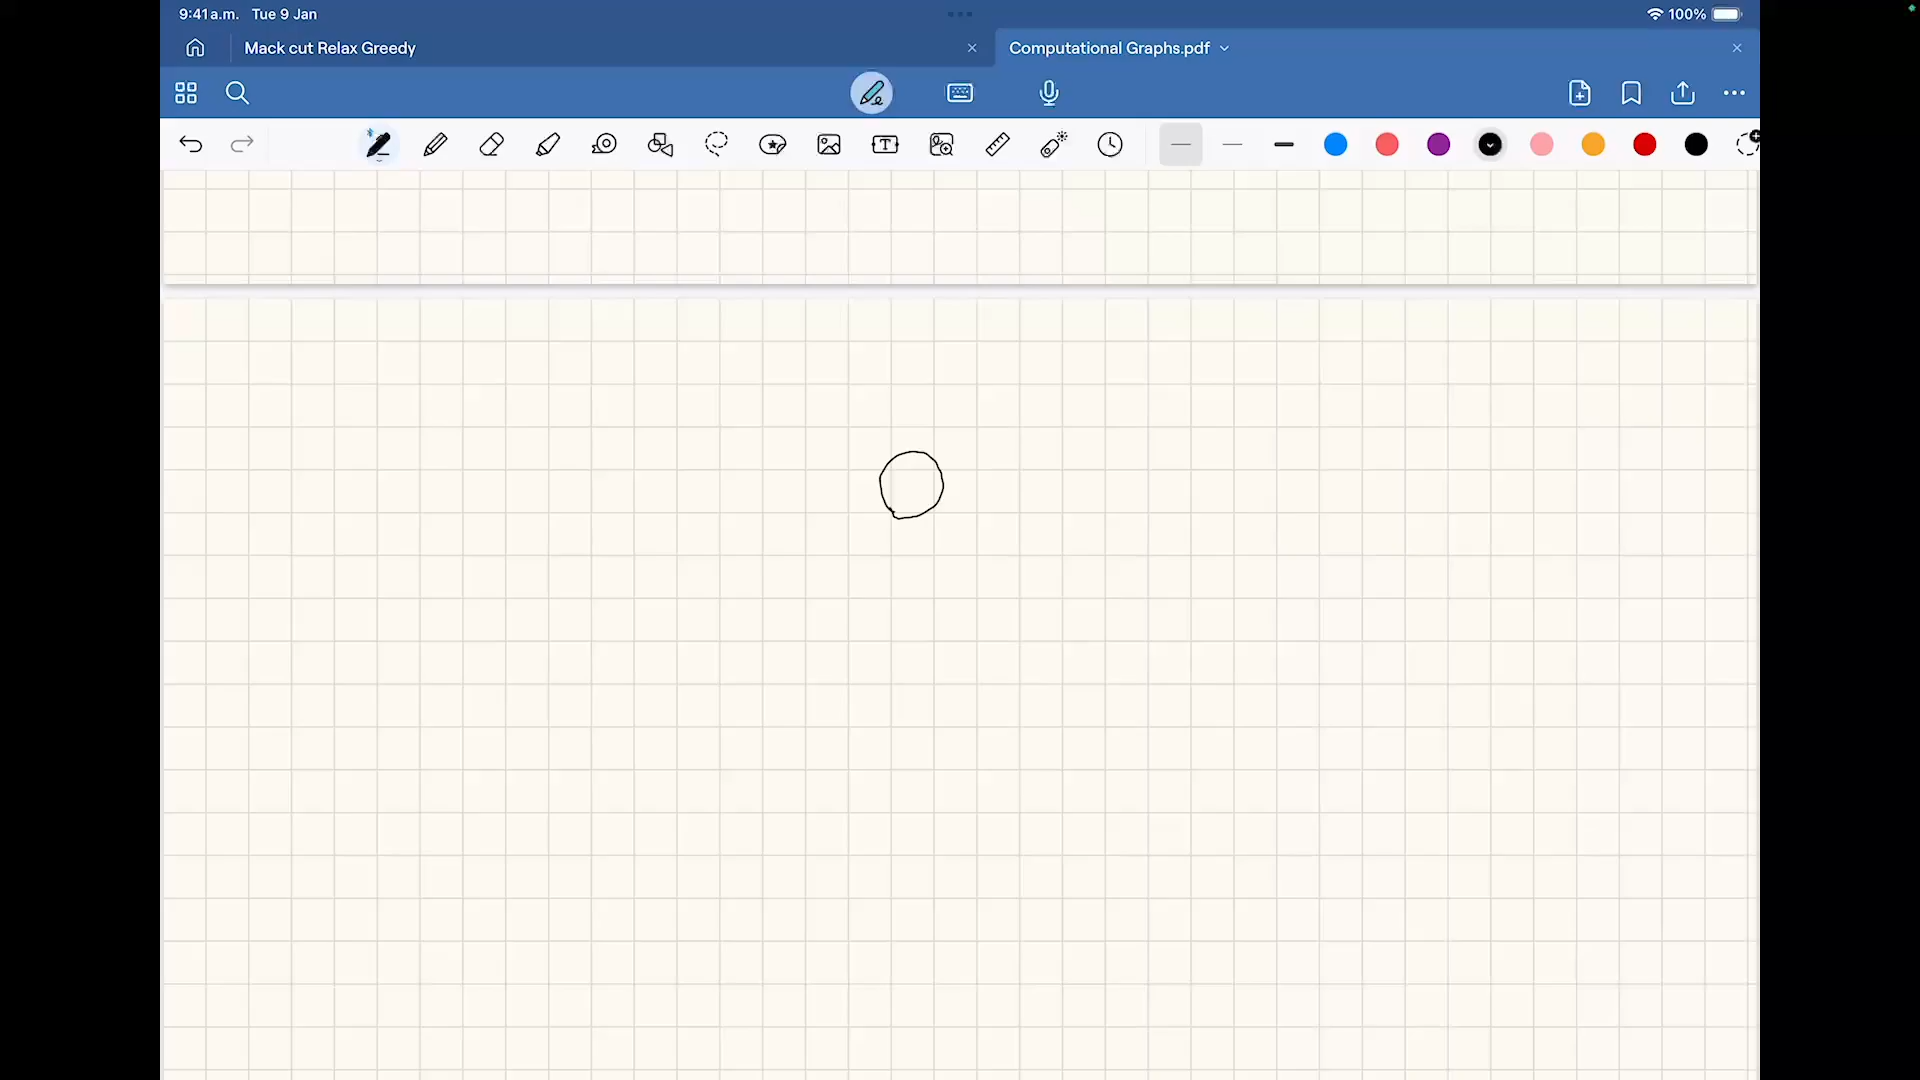 9:41 a.m. Tue 9 Jan
100%
Mack cut Relax Greedy
Computational Graphs.pdf
T